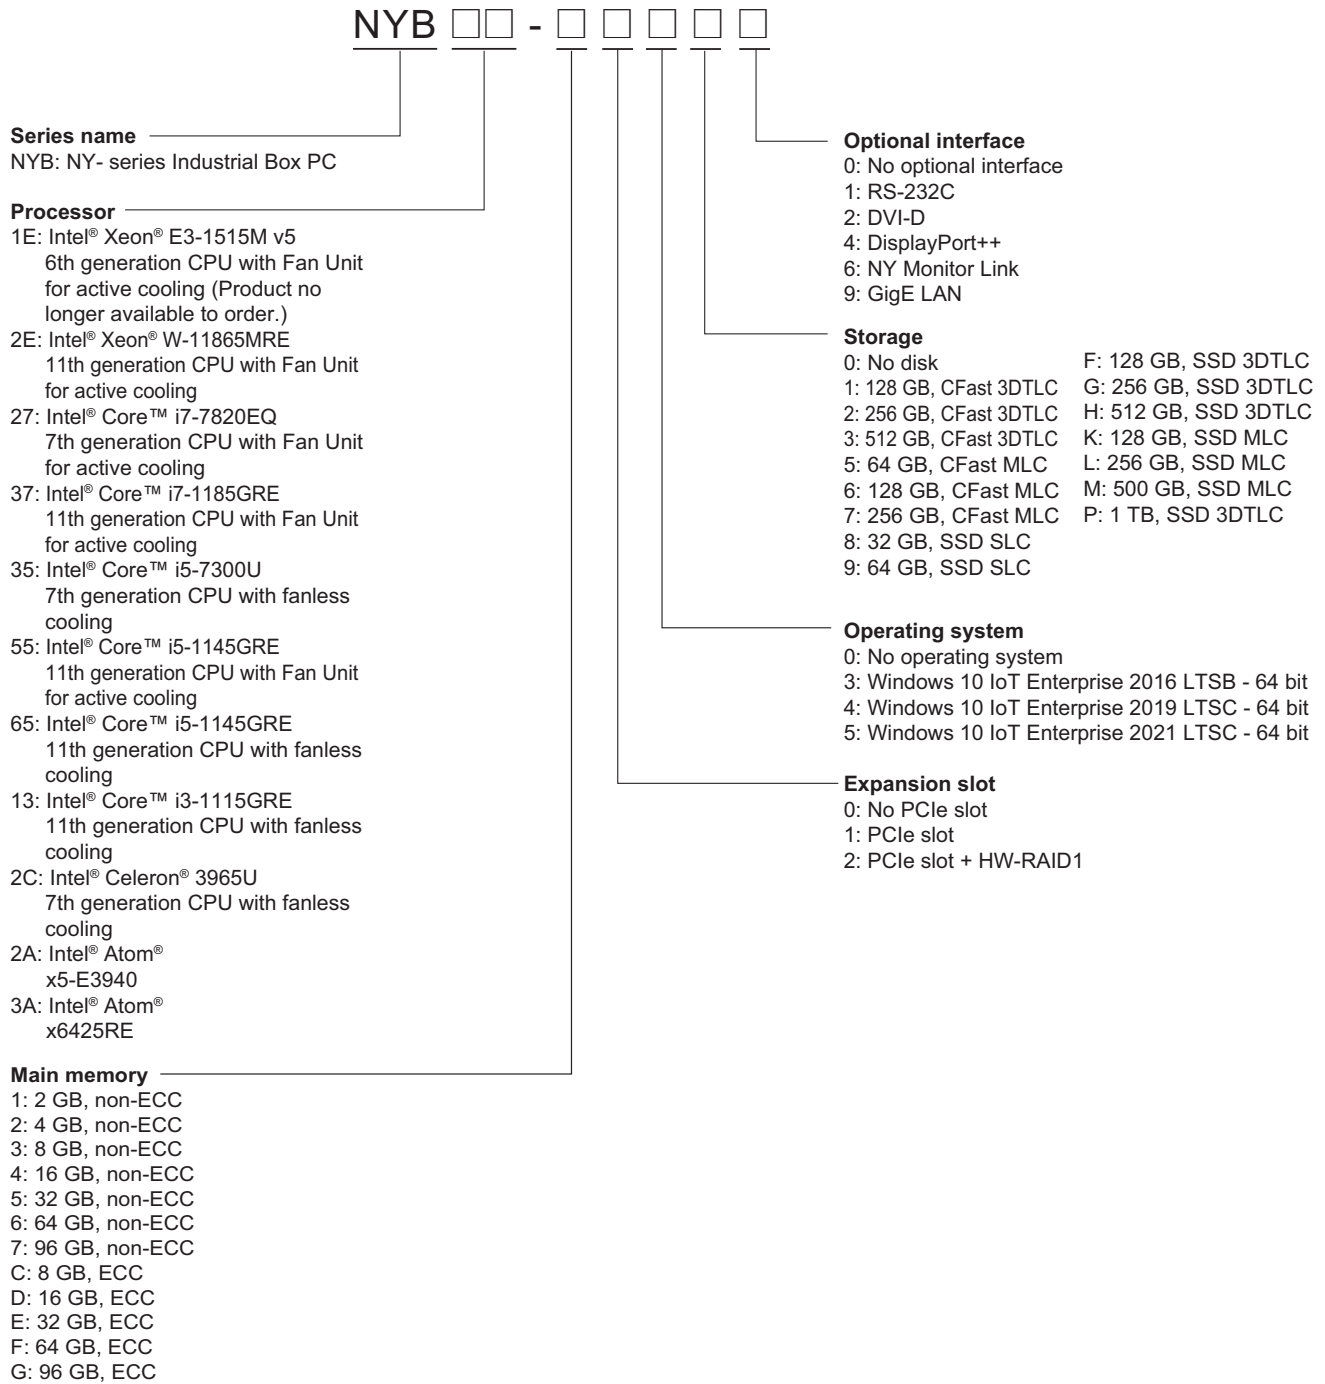 NYB □□ - □ □ □ □ □
Series name
NYB: NY- series Industrial Box PC
Processor
1E: Intel® Xeon® E3-1515M v5
6th generation CPU with Fan Unit
for active cooling (Product no
longer available to order.)
2E: Intel® Xeon® W-11865MRE
11th generation CPU with Fan Unit
for active cooling
27: Intel® Core™ i7-7820EQ
7th generation CPU with Fan Unit
for active cooling
37: Intel® Core™ i7-1185GRE
11th generation CPU with Fan Unit
for active cooling
35: Intel® Core™ i5-7300U
7th generation CPU with fanless
cooling
55: Intel® Core™ i5-1145GRE
11th generation CPU with Fan Unit
for active cooling
65: Intel® Core™ i5-1145GRE
11th generation CPU with fanless
cooling
13: Intel® Core™ i3-1115GRE
11th generation CPU with fanless
cooling
2C: Intel® Celeron® 3965U
7th generation CPU with fanless
cooling
2A: Intel® Atom®
x5-E3940
3A: Intel® Atom®
x6425RE
Main memory
1: 2 GB, non-ECC
2: 4 GB, non-ECC
3: 8 GB, non-ECC
4: 16 GB, non-ECC
5: 32 GB, non-ECC
6: 64 GB, non-ECC
7: 96 GB, non-ECC
C: 8 GB, ECC
D: 16 GB, ECC
E: 32 GB, ECC
F: 64 GB, ECC
G: 96 GB, ECC
Optional interface
0: No optional interface
1: RS-232C
2: DVI-D
4: DisplayPort++
6: NY Monitor Link
9: GigE LAN
Storage
0: No disk
1: 128 GB, CFast 3DTLC
2: 256 GB, CFast 3DTLC
3: 512 GB, CFast 3DTLC
5: 64 GB, CFast MLC
6: 128 GB, CFast MLC
7: 256 GB, CFast MLC
8: 32 GB, SSD SLC
9: 64 GB, SSD SLC
F: 128 GB, SSD 3DTLC
G: 256 GB, SSD 3DTLC
H: 512 GB, SSD 3DTLC
K: 128 GB, SSD MLC
L: 256 GB, SSD MLC
M: 500 GB, SSD MLC
P: 1 TB, SSD 3DTLC
Operating system
0: No operating system
3: Windows 10 IoT Enterprise 2016 LTSB - 64 bit
4: Windows 10 IoT Enterprise 2019 LTSC - 64 bit
5: Windows 10 IoT Enterprise 2021 LTSC - 64 bit
Expansion slot
0: No PCIe slot
1: PCIe slot
2: PCIe slot + HW-RAID1